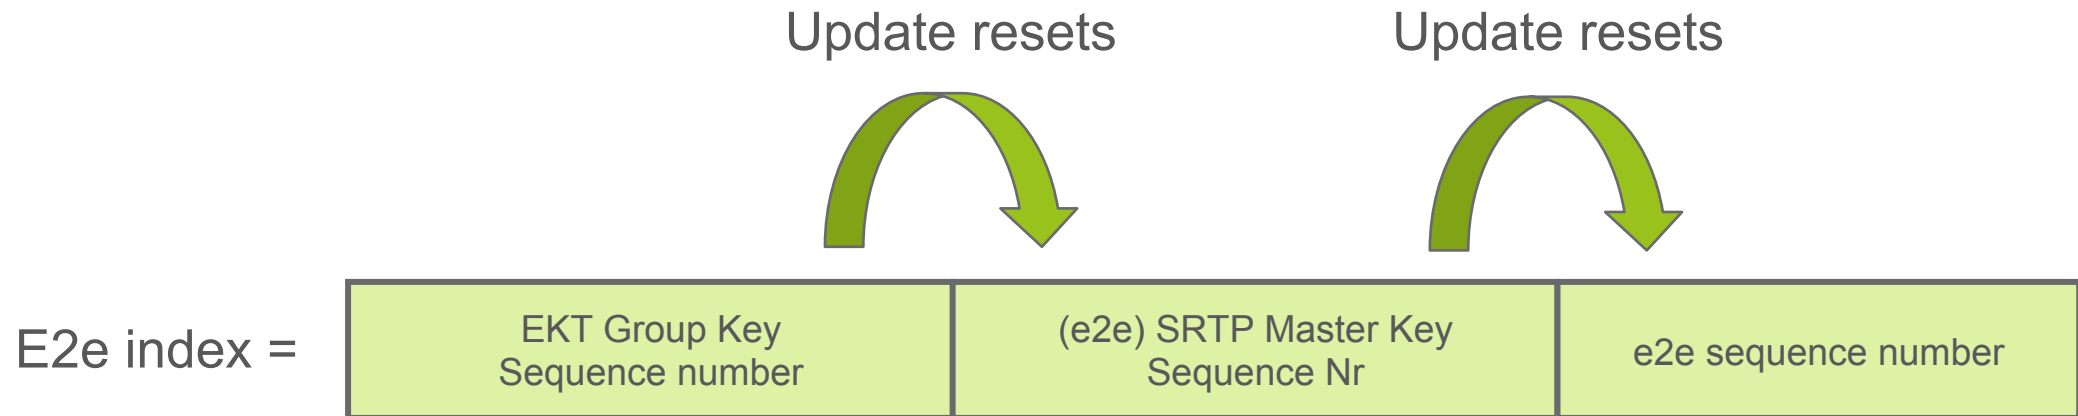 Update resets
Update resets
E2e index =
EKT Group Key
Sequence number
(e2e) SRTP Master Key
Sequence Nr
e2e sequence number